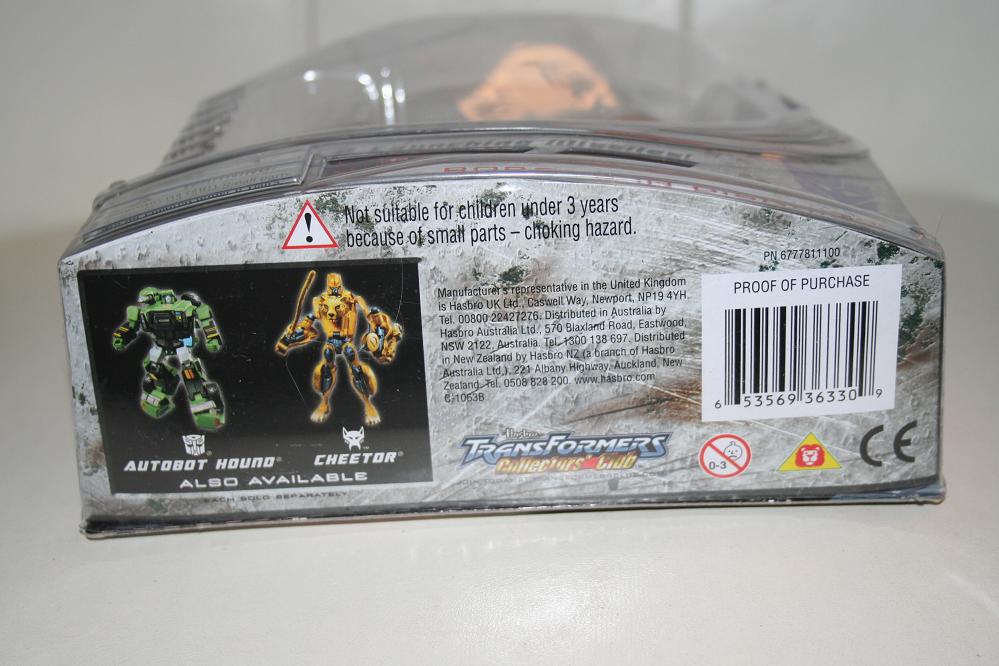 Not suitable for children under 3 years
because of small parts – choking hazard.
PN 6777811100
Manufacturer's representative in the United Kingdom
is Hasbro UK Ltd., Caswell Way, Newport, NP19 4YH.
Tel. 00800 22427276. Distributed in Australia by
Hasbro Australia Ltd., 570 Blaxland Road, Eastwood,
NSW 2122, Australia. Tel. 1300 138 697. Distributed
in New Zealand by Hasbro NZ (a branch of Hasbro
Australia Ltd.), 221 Albany Highway, Auckland, New
Zealand. Tel. 0508 828 200. www.hasbro.com
C-1063B
PROOF OF PURCHASE
6 53569 36330 9
AUTOBOT HOUND®
CHEETOR®
ALSO AVAILABLE
EACH SOLD SEPARATELY
Hasbro
TRANSFORMERS
Collectors' Club
0-3
CE